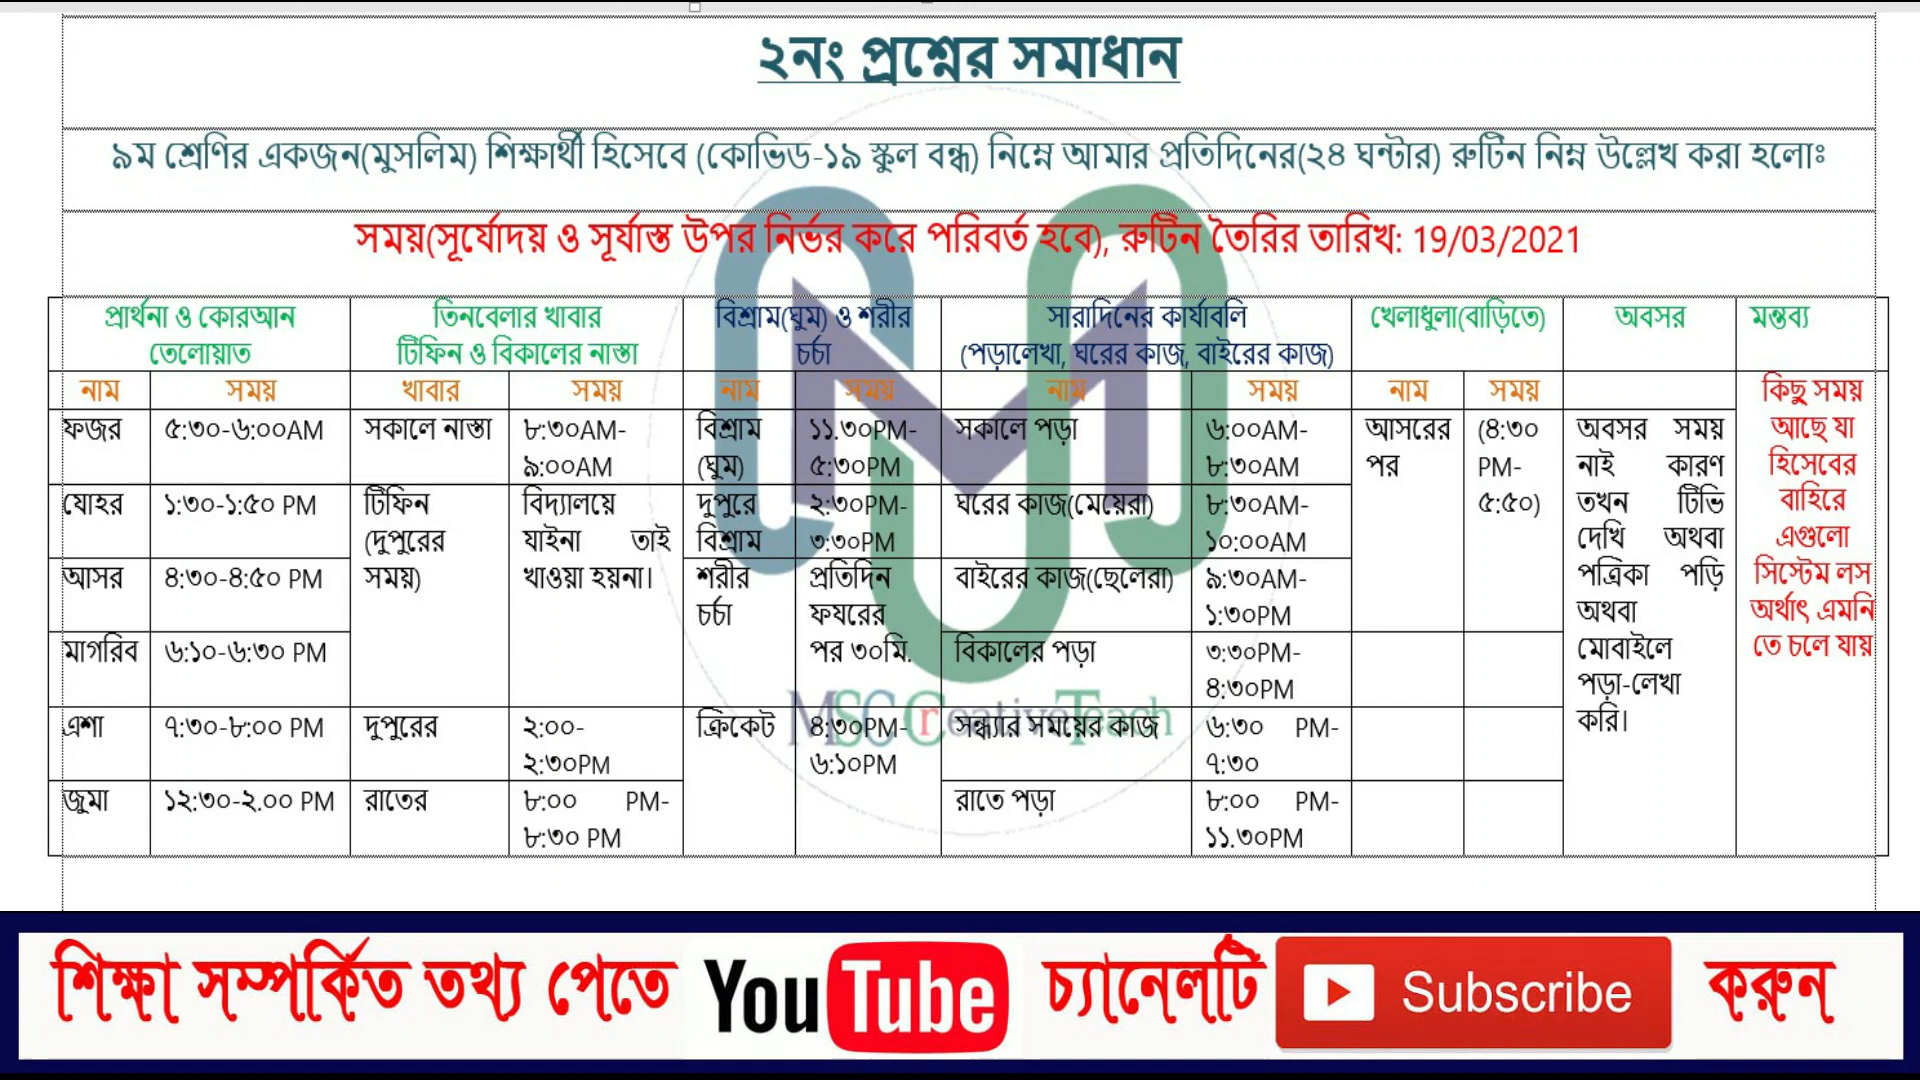 ২নং প্রশ্নের সমাধান
৯ম শ্রেণির একজন(মুসলিম) শিক্ষার্থী হিসেবে (কোভিড-১৯ স্কুল বন্ধ) নিম্নে আমার প্রতিদিনের(২৪ ঘন্টার) রুটিন নিম্ন উল্লেখ করা হলোঃ
সময়(সূর্যোদয় ও সূর্যাস্ত উপর নির্ভর করে পরিবর্ত হবে), রুটিন তৈরির তারিখ: 19/03/2021
প্রার্থনা ও কোরআন তিনবেলার খাবার বিশ্রাম(ঘুম) ও শরীর সারাদিনের কার্যাবলি খেলাধুলা(বাড়িতে) অবসর মন্তব্য
তেলোয়াত টিফিন ও বিকালের নাস্তা চর্চা (পড়ালেখা, ঘরের কাজ, বাইরের কাজ)
নাম সময় খাবার সময় নাম সময় নাম সময় নাম সময় কিছু সময়
ফজর ৫:৩০-৬:০০AM সকালে নাস্তা ৮:৩০AM- বিশ্রাম ১১.৩০PM- সকালে পড়া ৬:০০AM- আসরের (৪:৩০ অবসর সময় আছে যা
৯:০০AM (ঘুম) ৫:৩০PM ৮:৩০AM পর PM- নাই কারণ হিসেবের
যোহর ১:৩০-১:৫০ PM টিফিন বিদ্যালয়ে দুপুরে ২:৩০PM- ঘরের কাজ(মেয়েরা) ৮:৩০AM- ৫:৫০) তখন টিভি বাহিরে
(দুপুরের যাইনা তাই বিশ্রাম ৩:৩০PM ১০:০০AM দেখি অথবা এগুলো
আসর ৪:৩০-৪:৫০ PM সময়) খাওয়া হয়না। শরীর প্রতিদিন বাইরের কাজ(ছেলেরা) ৯:৩০AM- পত্রিকা পড়ি সিস্টেম লস
চর্চা ফযরের ১:৩০PM অথবা অর্থাৎ এমনি
মাগরিব ৬:১০-৬:৩০ PM পর ৩০মি. বিকালের পড়া ৩:৩০PM- মোবাইলে তে চলে যায়
৪:৩০PM পড়া-লেখা
এশা ৭:৩০-৮:০০ PM দুপুরের ২:০০- ক্রিকেট ৪:৩০PM- সন্ধ্যার সময়ের কাজ ৬:৩০ PM- করি।
২:৩০PM ৬:১০PM ৭:৩০
জুমা ১২:৩০-২.০০ PM রাতের ৮:০০ PM- রাতে পড়া ৮:০০ PM-
৮:৩০ PM ১১.৩০PM
MSC CreativeTeach
শিক্ষা সম্পর্কিত তথ্য পেতে YouTube চ্যানেলটি Subscribe করুন